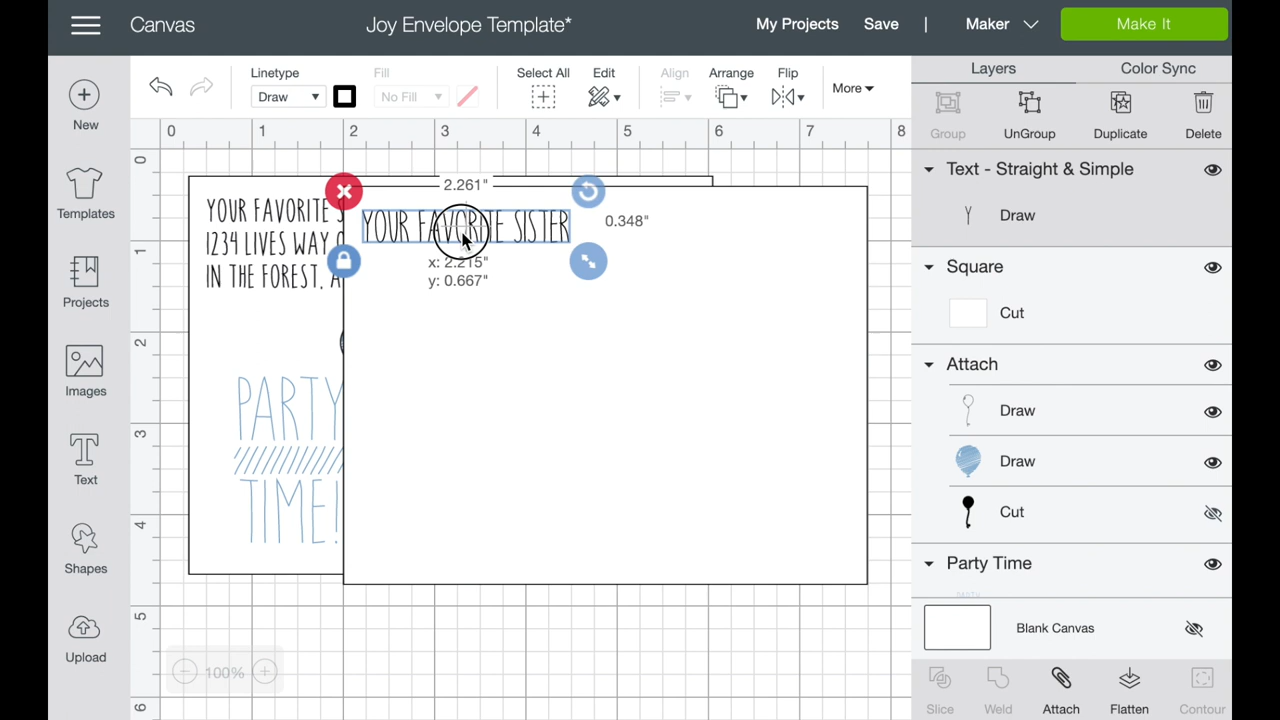 Canvas
Joy Envelope Template*
My Projects
Save
|
Maker
Make It
New
Templates
Projects
Images
Text
Shapes
Upload
Linetype
Draw
Fill
No Fill
Select All
Edit
Align
Arrange
Flip
More
0 1 2 3 4 5 6 7 8
0
1
2
3
4
5
6
YOUR FAVORITE
1234 LIVES WAY
IN THE FOREST,
PARTY
TIME!
2.261"
YOUR FAVORITE SISTER
0.348"
x: 2.215"
y: 0.667"
100%
Layers
Color Sync
Group
UnGroup
Duplicate
Delete
Text - Straight & Simple
Draw
Square
Cut
Attach
Draw
Draw
Cut
Party Time
Blank Canvas
Slice
Weld
Attach
Flatten
Contour